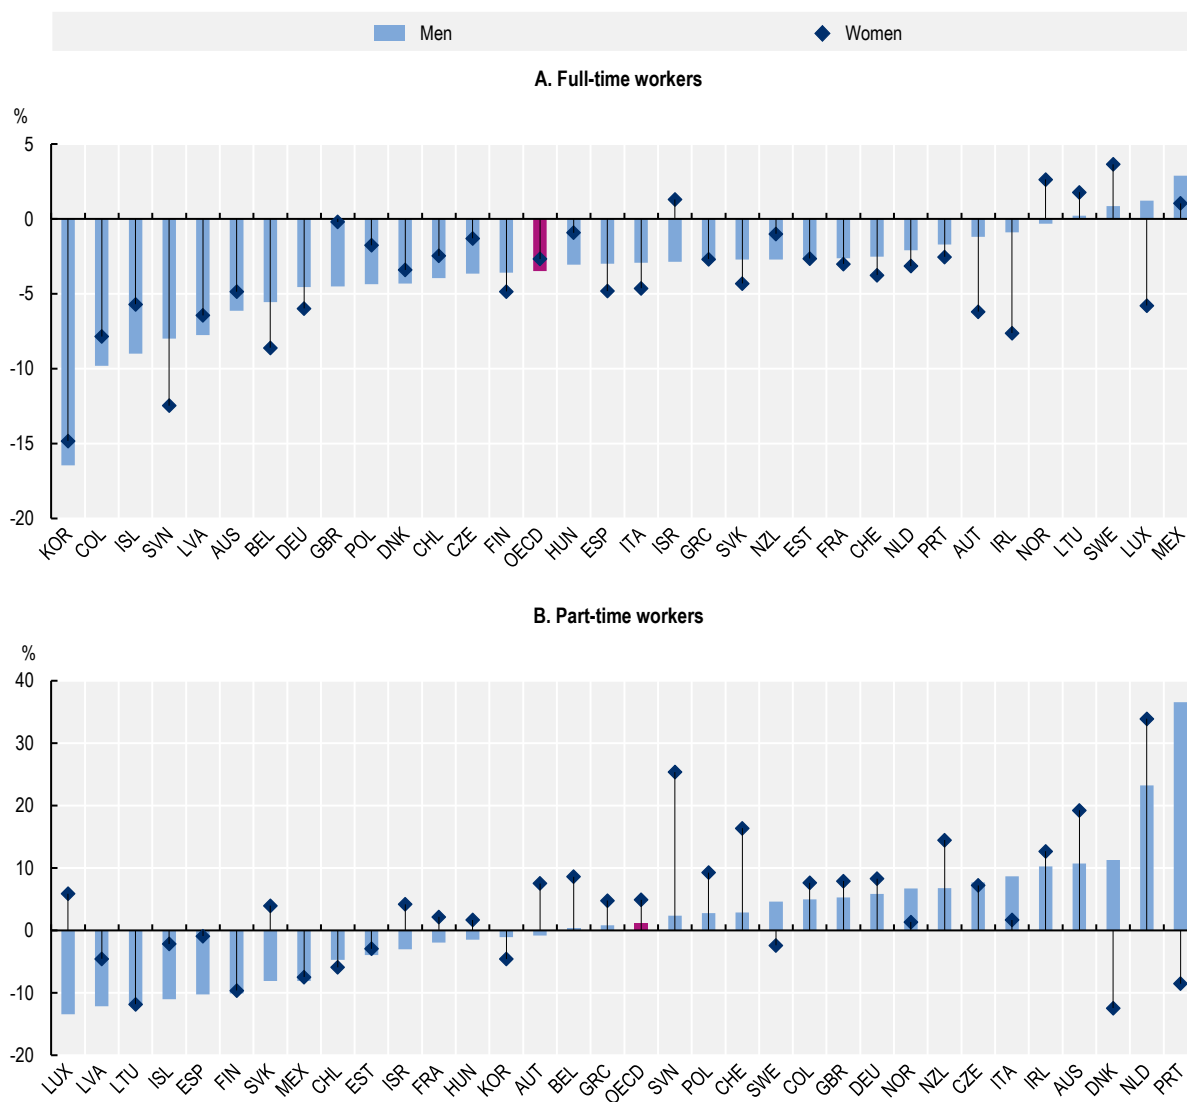 Men
Women
A. Full-time workers
%
5
0
-5
-10
-15
-20
KOR COL ISL SVN LVA AUS BEL DEU GBR POL DNK CHL CZE FIN OECD HUN ESP ITA ISR GRC SVK NZL EST FRA CHE NLD PRT AUT IRL NOR LTU SWE LUX MEX
B. Part-time workers
%
40
30
20
10
0
-10
-20
LUX LVA LTU ISL ESP FIN SVK MEX CHL EST ISR FRA HUN KOR AUT BEL GRC OECD SVN POL CHE SWE COL GBR DEU NOR NZL CZE ITA IRL AUS DNK NLD PRT